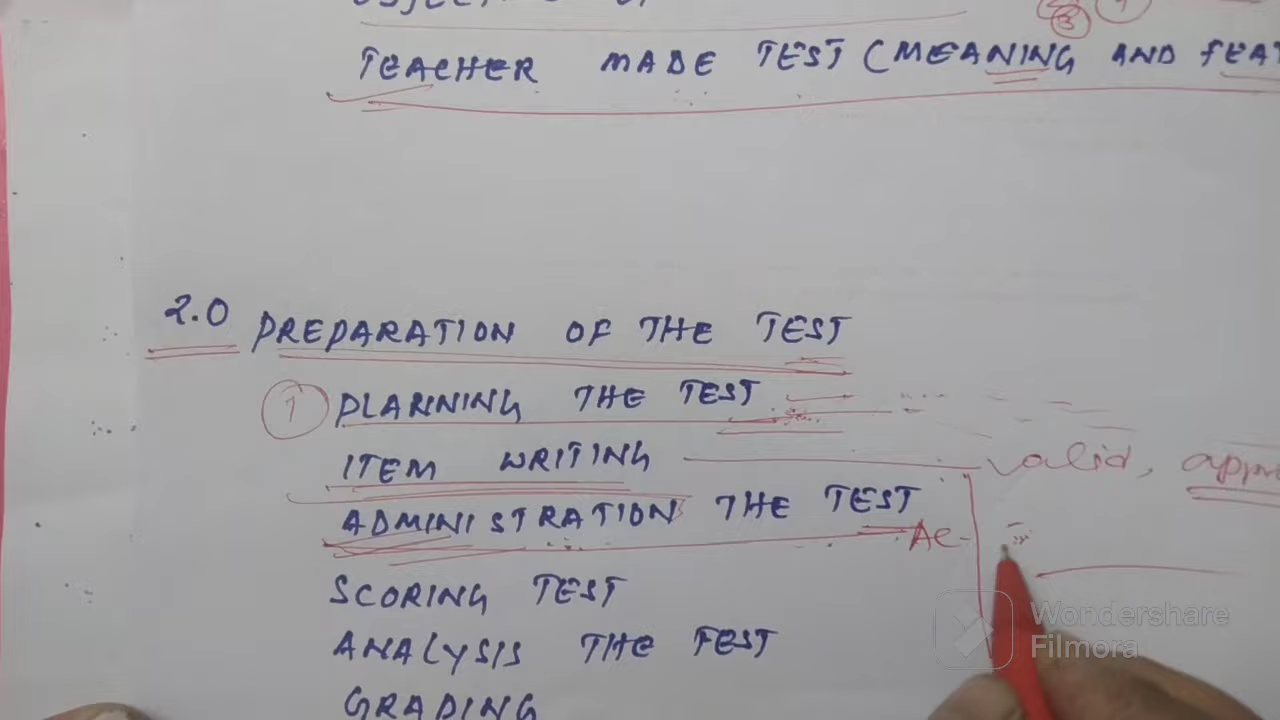 TEACHER MADE TEST (MEANING AND FEAT
2.0 PREPARATION OF THE TEST
1 PLANNING THE TEST
ITEM WRITING valid, appr
ADMINISTRATION THE TEST Ac
SCORING TEST
ANALYSIS THE TEST
GRADING
Wondershare
Filmora